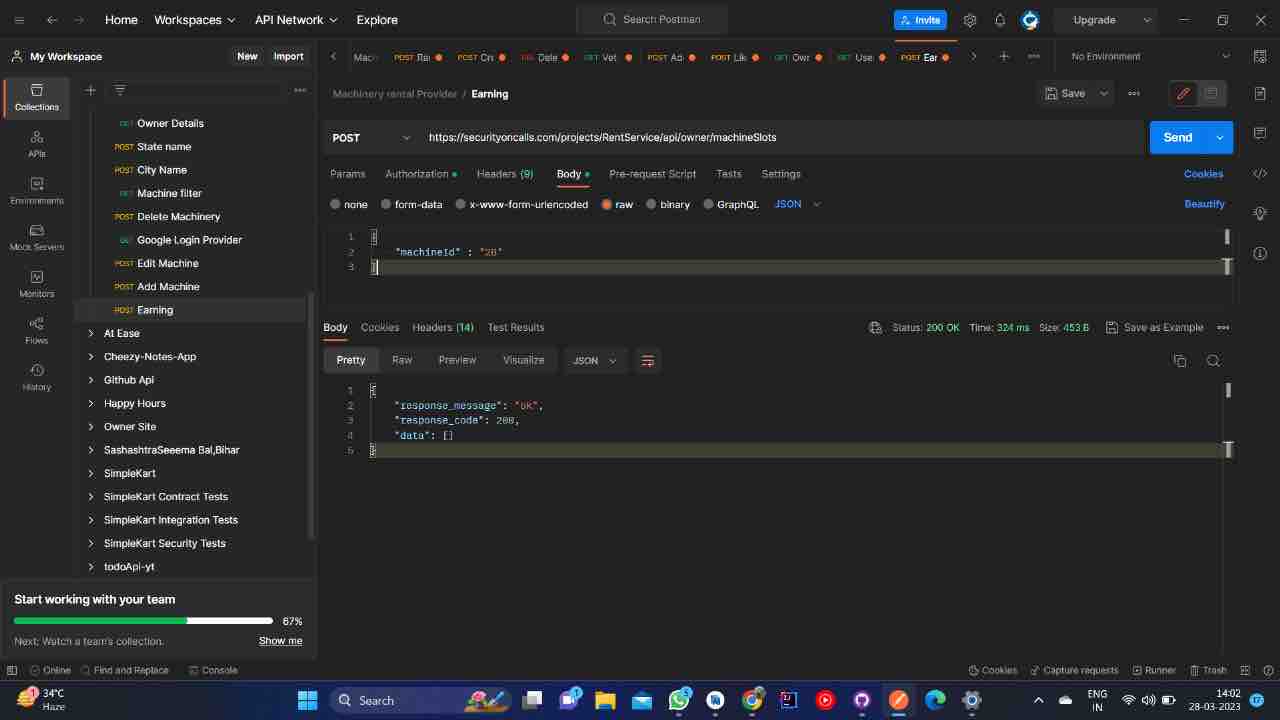 Home Workspaces API Network Explore Search Postman Invite Upgrade
My Workspace New Import POST Cr GET Vet POST Ad POST Lik GET Own GET Use POST Ear No Environment
Machinery rental Provider / Earning Save
Collections
APIs
Environments
Mock Servers
Monitors
Flows
History
GET Owner Details
POST State name
POST City Name
GET Machine filter
POST Delete Machinery
GET Google Login Provider
POST Edit Machine
POST Add Machine
POST Earning
AI Ease
Cheezy-Notes-App
Github Api
Happy Hours
Owner Site
SashashtraSeeema Bal,Bihar
SimpleKart
SimpleKart Contract Tests
SimpleKart Integration Tests
SimpleKart Security Tests
todoApi-yt
Start working with your team
67%
Next: Watch a team's collection. Show me
POST https://securityoncalls.com/projects/RentService/api/owner/machineSlots Send
Params Authorization Headers (9) Body Pre-request Script Tests Settings Cookies
none form-data x-www-form-urlencoded raw binary GraphQL JSON Beautify
1 {
2 "machineId" : "20"
3 }
Body Cookies Headers (14) Test Results Status: 200 OK Time: 324 ms Size: 453 B Save as Example
Pretty Raw Preview Visualize JSON
1 {
2 "response_message": "ok",
3 "response_code": 200,
4 "data": []
5 }
Online Find and Replace Console Cookies Capture requests Runner Trash
34°C
Haze
Search
ENG
IN
14:02
28-03-2023